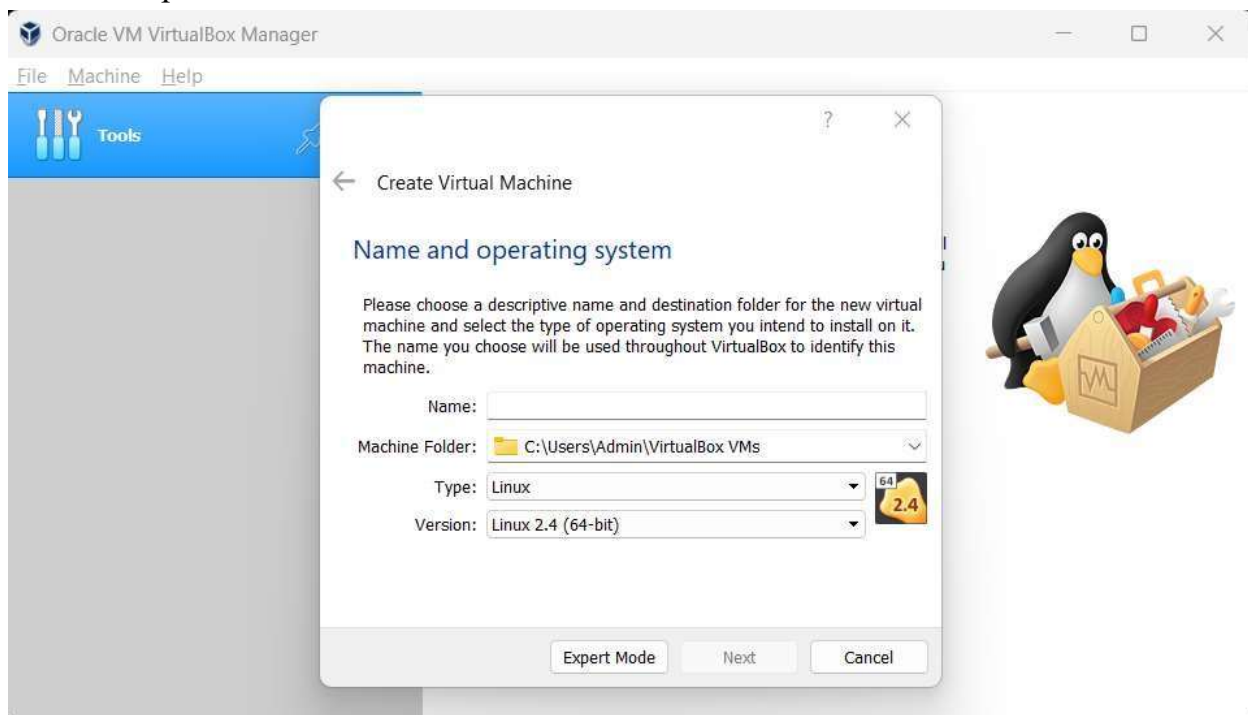 Oracle VM VirtualBox Manager
File Machine Help
Tools
Create Virtual Machine
Name and operating system
Please choose a descriptive name and destination folder for the new virtual
machine and select the type of operating system you intend to install on it.
The name you choose will be used throughout VirtualBox to identify this
machine.
Name:
Machine Folder: C:\Users\Admin\VirtualBox VMs
Type: Linux
64
2.4
Version: Linux 2.4 (64-bit)
Expert Mode Next Cancel